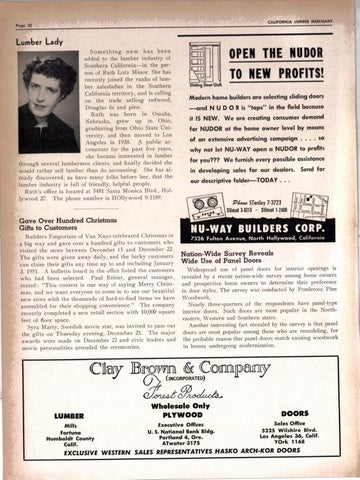 Page 52
CALIFORNIA LUMBER MERCHANT
Lumber Lady
Something new has been
added to the lumber industry of
Southern California—in the per-
son of Ruth Lore Minor. She has
recently joined the ranks of lum-
ber salesladies in the Southern
California territory, and is calling
on the trade selling redwood,
Douglas fir and pine.
Ruth was born in Omaha,
Nebraska, grew up in Ohio,
graduating from Ohio State Uni-
versity, and then moved to Los
Angeles in 1938. A public ac-
countant for the past five years,
she became interested in lumber
through several lumbermen clients, and finally decided she
would rather sell lumber than do accounting. She has al-
ready discovered, as have many folks before her, that the
lumber industry is full of friendly, helpful people.
Ruth's office is located at 5481 Santa Monica Blvd., Hol-
lywood 27. The phone number is HOllywood 9-1189.
Gave Over Hundred Christmas
Gifts to Customers
Builders Emporium of Van Nuys celebrated Christmas in
a big way and gave over a hundred gifts to customers who
visited the store between December 15 and December 22.
The gifts were given away daily, and the lucky customers
can claim their gifts any time up to and including January
3, 1951. A bulletin board in the office listed the customers
who had been selected. Paul Reiner, general manager,
stated: "This contest is our way of saying Merry Christ-
mas, and we want everyone to come in to see our beautiful
new store with the thousands of hard-to-find items we have
assembled for their shopping convenience." The company
recently completed a new retail section with 10,000 square
feet of floor space.
Syra Marty, Swedish movie star, was invited to pass out
the gifts on Thursday evening, December 21. The major
awards were made on December 22 and civic leaders and
movie personalities attended the ceremonies.
Sliding Door Unit
OPEN THE NUDOR
TO NEW PROFITS!
Modern home builders are selecting sliding doors
—and NUDOR is "tops" in the field because
it IS NEW. We are creating consumer demand
for NUDOR at the home owner level by means
of an extensive advertising campaign . . . . so
why not let NU-WAY open a NUDOR to profits
for you??? We furnish every possible assistance
in developing sales for our dealers. Send for
our descriptive folder—TODAY . . .
Phone STanley 7-3723
NU-WAY BUILDERS CORP.
7326 Fulton Avenue, North Hollywood, California
Nation-Wide Survey Reveals
Wide Use of Panel Doors
Widespread use of panel doors for interior openings is
revealed by a recent nation-wide survey among home owners
and prospective home owners to determine their preference
in door styles. The survey was conducted by Ponderosa Pine
Woodwork.
Nearly three-quarters of the respondents have panel-type
interior doors. Such doors are most popular in the North-
eastern, Western and Southern states.
Another interesting fact revealed by the survey is that panel
doors are most popular among those who are remodeling, for
the probable reason that panel doors match existing woodwork
in homes undergoing modernization.
Clay Brown & Company
(INCORPORATED)
Forest Products
Wholesale Only
LUMBER
Mills
Fortuna
Humboldt County
Calif.
PLYWOOD
Executive Offices
U. S. National Bank Bldg.
Portland 4, Ore.
ATwater 3175
DOORS
Sales Office
5225 Wilshire Blvd.
Los Angeles 36, Calif.
YOrk 1168
EXCLUSIVE WESTERN SALES REPRESENTATIVES HASKO ARCH-KOR DOORS